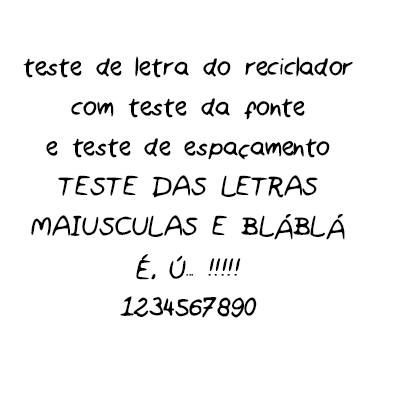 teste de letra do reciclador
com teste da fonte
e teste de espaçamento
TESTE DAS LETRAS
MAIUSCULAS E BLÁBLÁ
É, Ú... !!!!!
1234567890